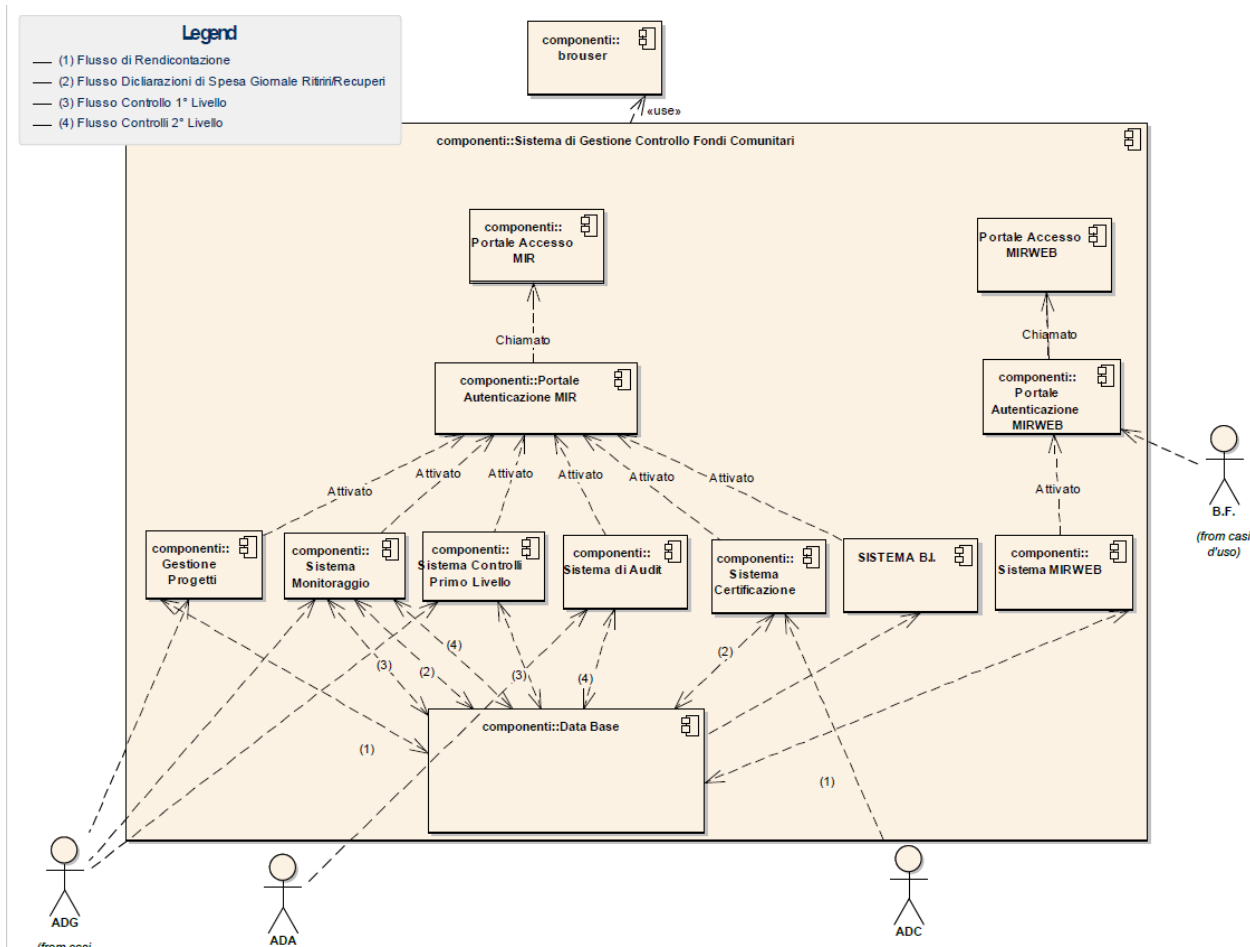 Legend
(1) Flusso di Rendicontazione
(2) Flusso Dicliarazioni di Spesa Giornale Ritiriri/Recuperi
(3) Flusso Controllo 1° Livello
(4) Flusso Controlli 2° Livello
componenti::
brouser
«use»
componenti::Sistema di Gestione Controllo Fondi Comunitari
componenti::
Portale Accesso
MIR
Portale Accesso
MIRWEB
Chiamato
Chiamato
componenti::Portale
Autenticazione MIR
componenti::
Portale
Autenticazione
MIRWEB
Attivato
Attivato
Attivato
Attivato
Attivato
Attivato
Attivato
B.F.
(from casi
d'uso)
componenti::
Gestione
Progetti
componenti::
Sistema
Monitoraggio
componenti::
Sistema Controlli
Primo Livello
componenti::
Sistema di Audit
componenti::
Sistema
Certificazione
SISTEMA B.I.
componenti::
Sistema MIRWEB
(4)
(3)
(2)
(3)
(4)
(2)
componenti::Data Base
(1)
(1)
ADG
(from casi
ADA
ADC